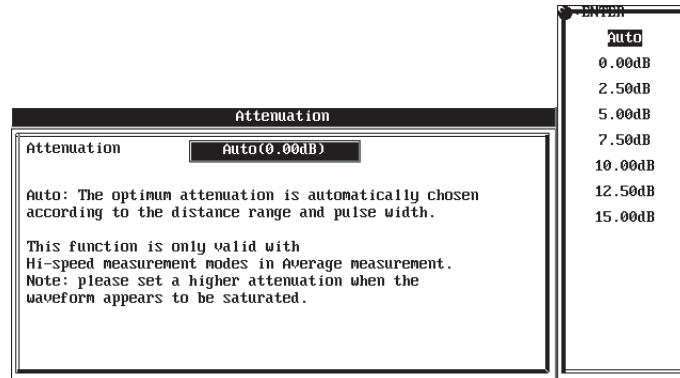 Attenuation
Attenuation Auto(0.00dB)
Auto: The optimum attenuation is automatically chosen
according to the distance range and pulse width.
This function is only valid with
Hi-speed measurement modes in Average measurement.
Note: please set a higher attenuation when the
waveform appears to be saturated.
:ENTER
Auto
0.00dB
2.50dB
5.00dB
7.50dB
10.00dB
12.50dB
15.00dB